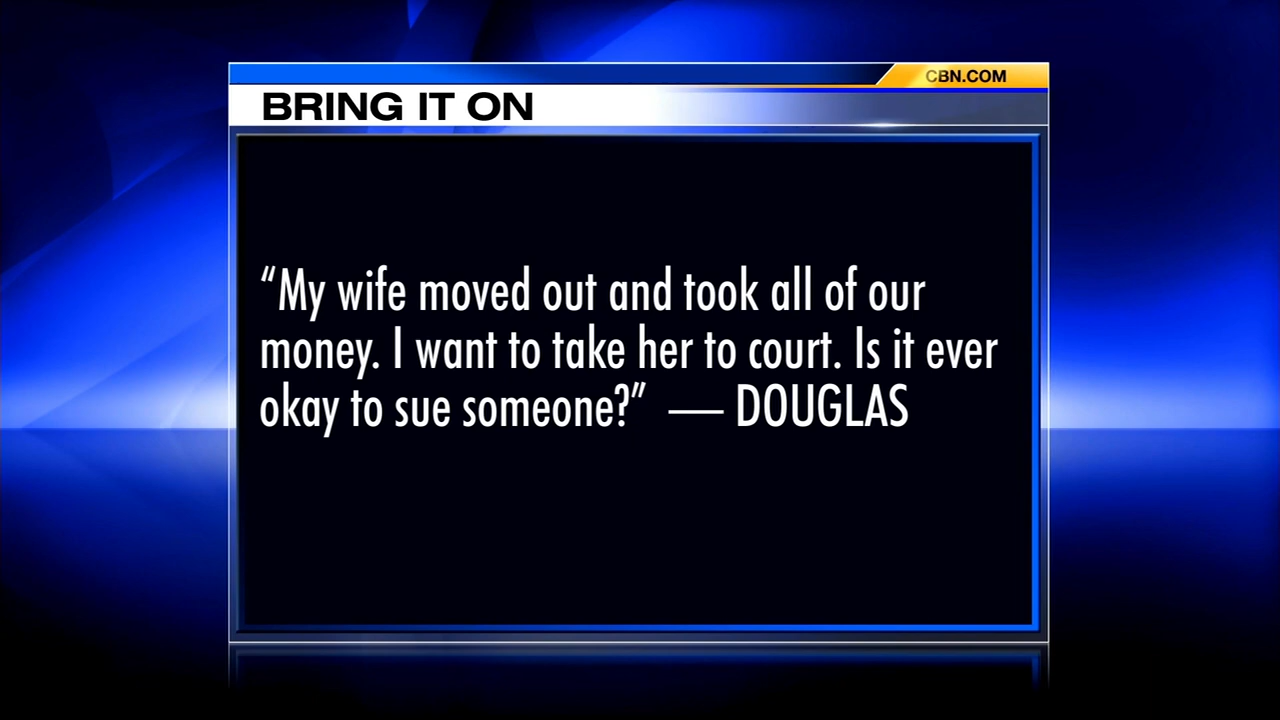 CBN.COM
BRING IT ON
“My wife moved out and took all of our
money. I want to take her to court. Is it ever
okay to sue someone?” — DOUGLAS